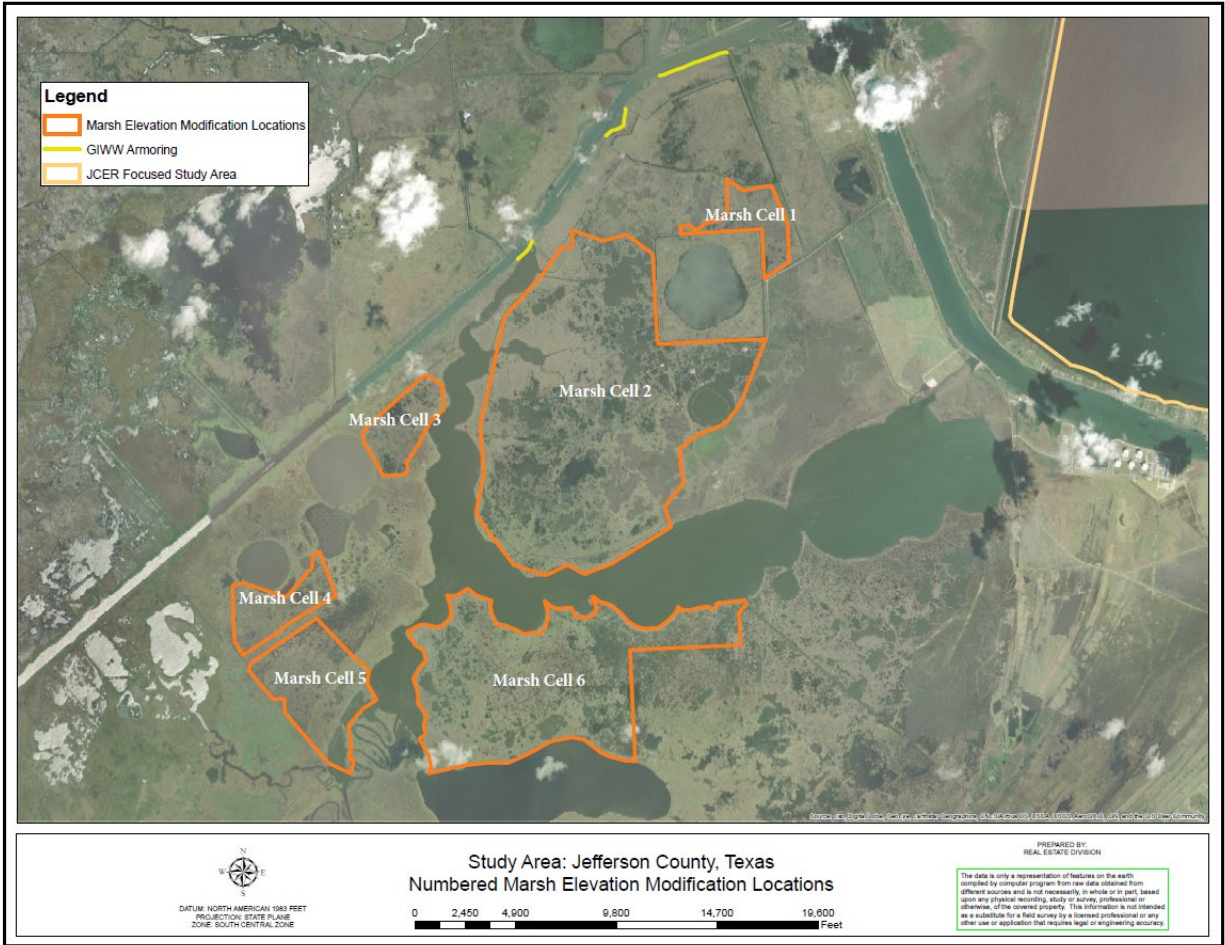 Legend
Marsh Elevation Modification Locations
GIWW Armoring
JCER Focused Study Area
Marsh Cell 1
Marsh Cell 2
Marsh Cell 3
Marsh Cell 4
Marsh Cell 5
Marsh Cell 6
N
W E
S
DATUM: NORTH AMERICAN 1983 FEET
PROJECTION: STATE PLANE
ZONE: SOUTH CENTRAL ZONE
Study Area: Jefferson County, Texas
Numbered Marsh Elevation Modification Locations
0 2,450 4,900 9,800 14,700 19,600
Feet
PREPARED BY:
REAL ESTATE DIVISION
The data is only a representation of features on the earth
compiled by computer program from raw data obtained from
different sources and is not necessarily, in whole or in part, based
upon any physical recording, study or survey, professional or
otherwise, of the covered property. This information is not intended
as a substitute for a field survey by a licensed professional or any
other use or application that requires legal or engineering accuracy.